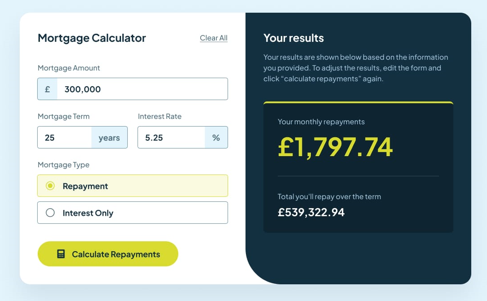 Mortgage Calculator
Clear All
Mortgage Amount
£ 300,000
Mortgage Term
Interest Rate
25 years
5.25 %
Mortgage Type
Repayment
Interest Only
Calculate Repayments
Your results
Your results are shown below based on the information
you provided. To adjust the results, edit the form and
click “calculate repayments” again.
Your monthly repayments
£1,797.74
Total you’ll repay over the term
£539,322.94